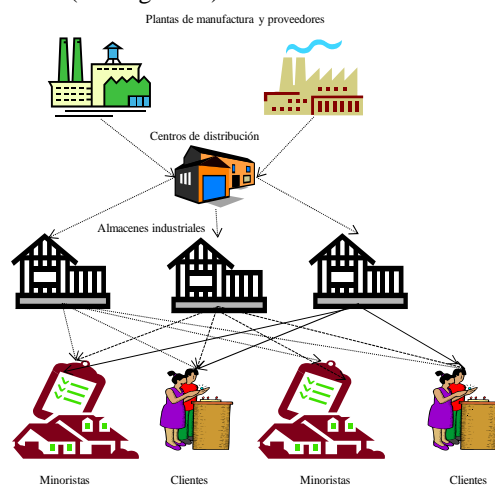 Plantas de manufactura y proveedores
Centros de distribución
Almacenes industriales
Minoristas
Clientes
Minoristas
Clientes